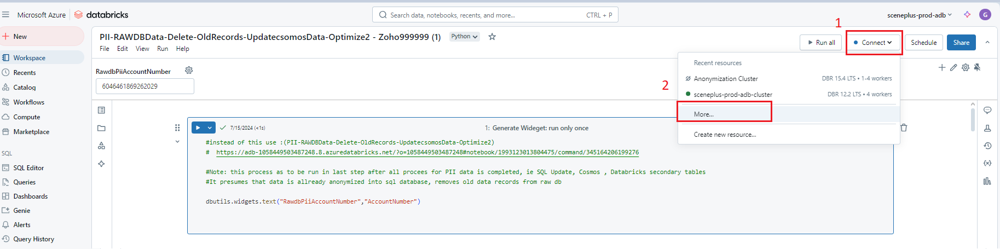 Microsoft Azure databricks
Search data, notebooks, recents, and more... CTRL + P
sceneplus-prod-adb
G
New
Workspace
Recents
Catalog
Workflows
Compute
Marketplace
SQL
SQL Editor
Queries
Dashboards
Genie
Alerts
Query History
PII-RAWDBData-Delete-OldRecords-UpdatecsomosData-Optimize2 - Zoho999999 (1) Python
File Edit View Run Help
1
Run all Connect Schedule Share
RawdbPiiAccountNumber
6046461869262029
2
Recent resources
Anonymization Cluster DBR 15.4 LTS • 1-4 workers
sceneplus-prod-adb-cluster DBR 12.2 LTS • 4 workers
More...
Create new resource...
7/15/2024 (<1s) 1: Generate Wideget: run only once
#instead of this use :(PII-RAWDBData-Delete-OldRecords-UpdatecsomosData-Optimize2)
# https://adb-1058449503487248.8.azuredatabricks.net/?o=1058449503487248#notebook/1993123013804475/command/345164206199276
#Note: this process as to be run in last step after all procees for PII data is completed, ie SQL Update, Cosmos , Databricks secondary tables
#It presumes that data is allready anonymized into sql database, removes old data records from raw db
dbutils.widgets.text("RawdbPiiAccountNumber","AccountNumber")